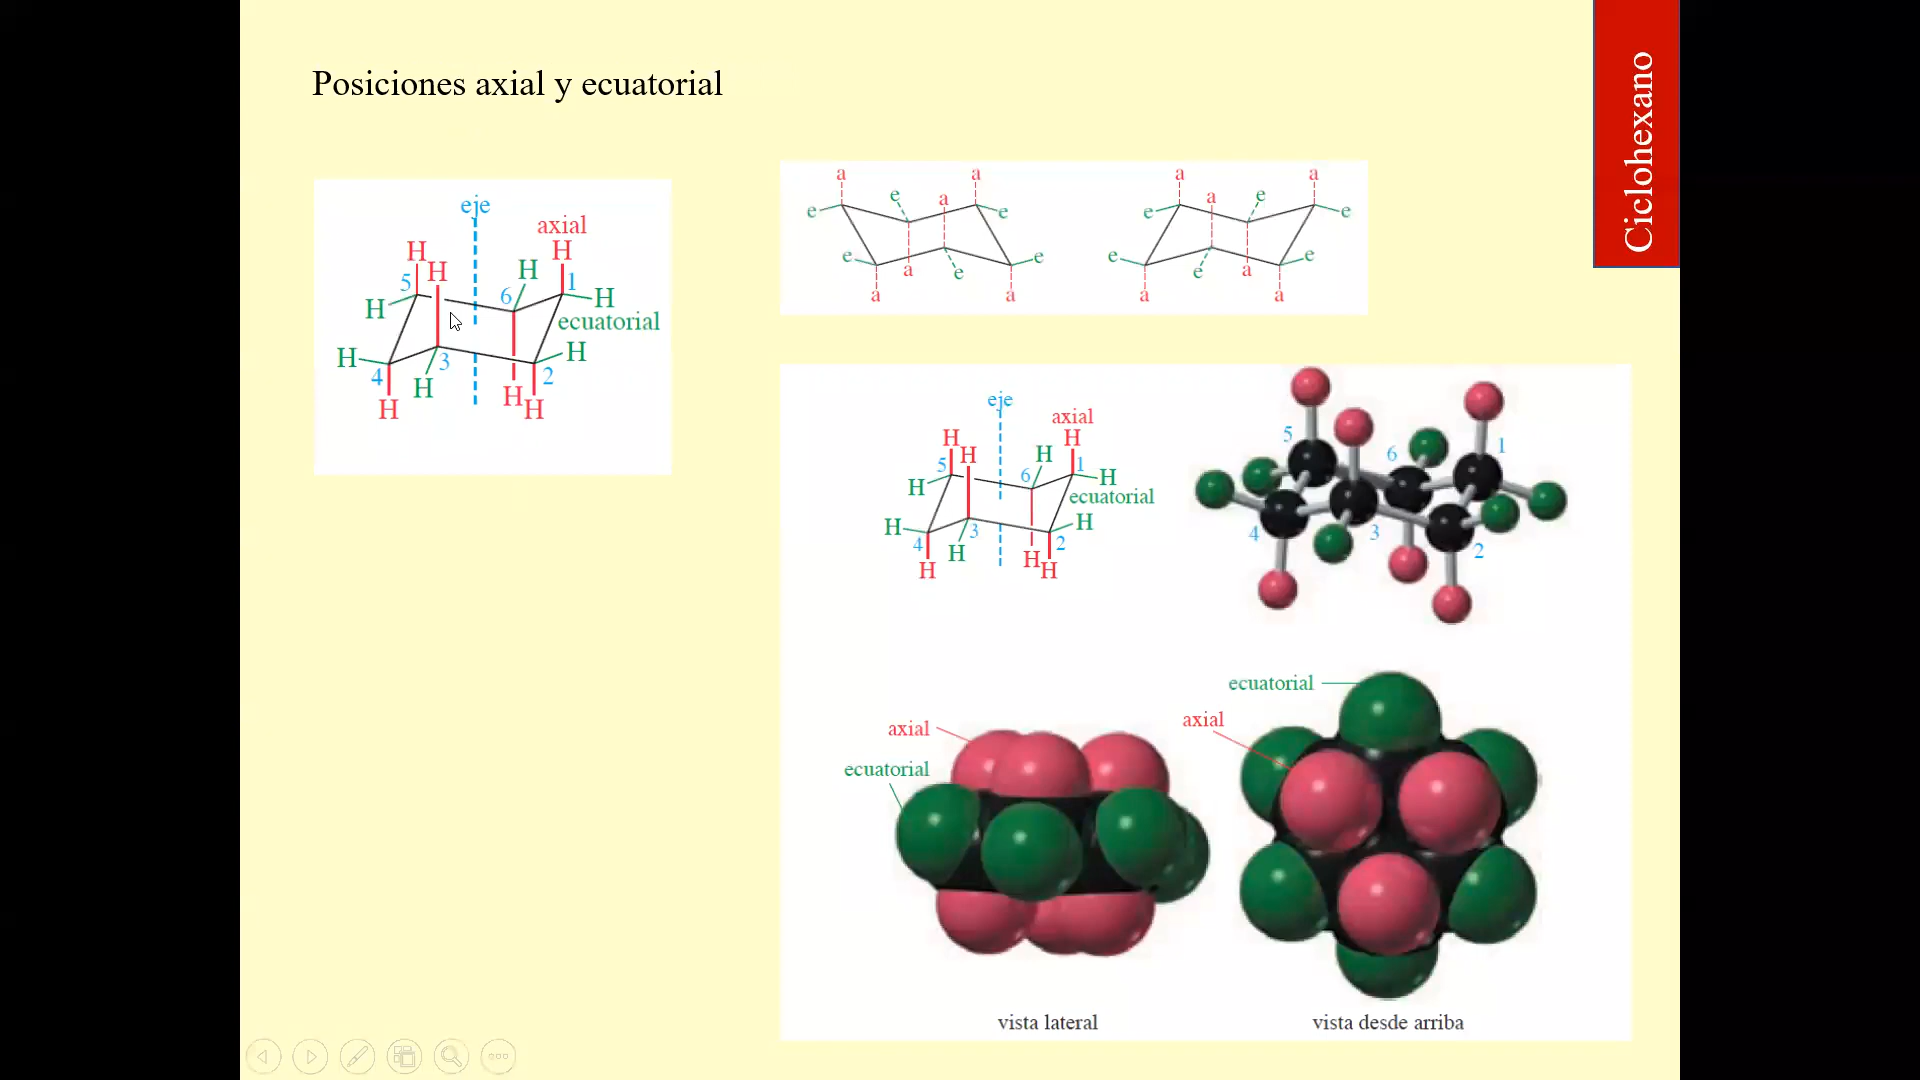 Posiciones axial y ecuatorial
Ciclohexano
eje
axial
H H H
H
5 6 1
H H
ecuatorial
H H
4 3 2
H
H H H
a a a a
e a e a e
e e e e
e e e e
a e e a
a a a a
eje
axial
H H H
H
5 6 1
H H
ecuatorial
H H
4 3 2
H
H H H
5 6 1
4 3 2
axial
ecuatorial
vista lateral
ecuatorial
axial
vista desde arriba